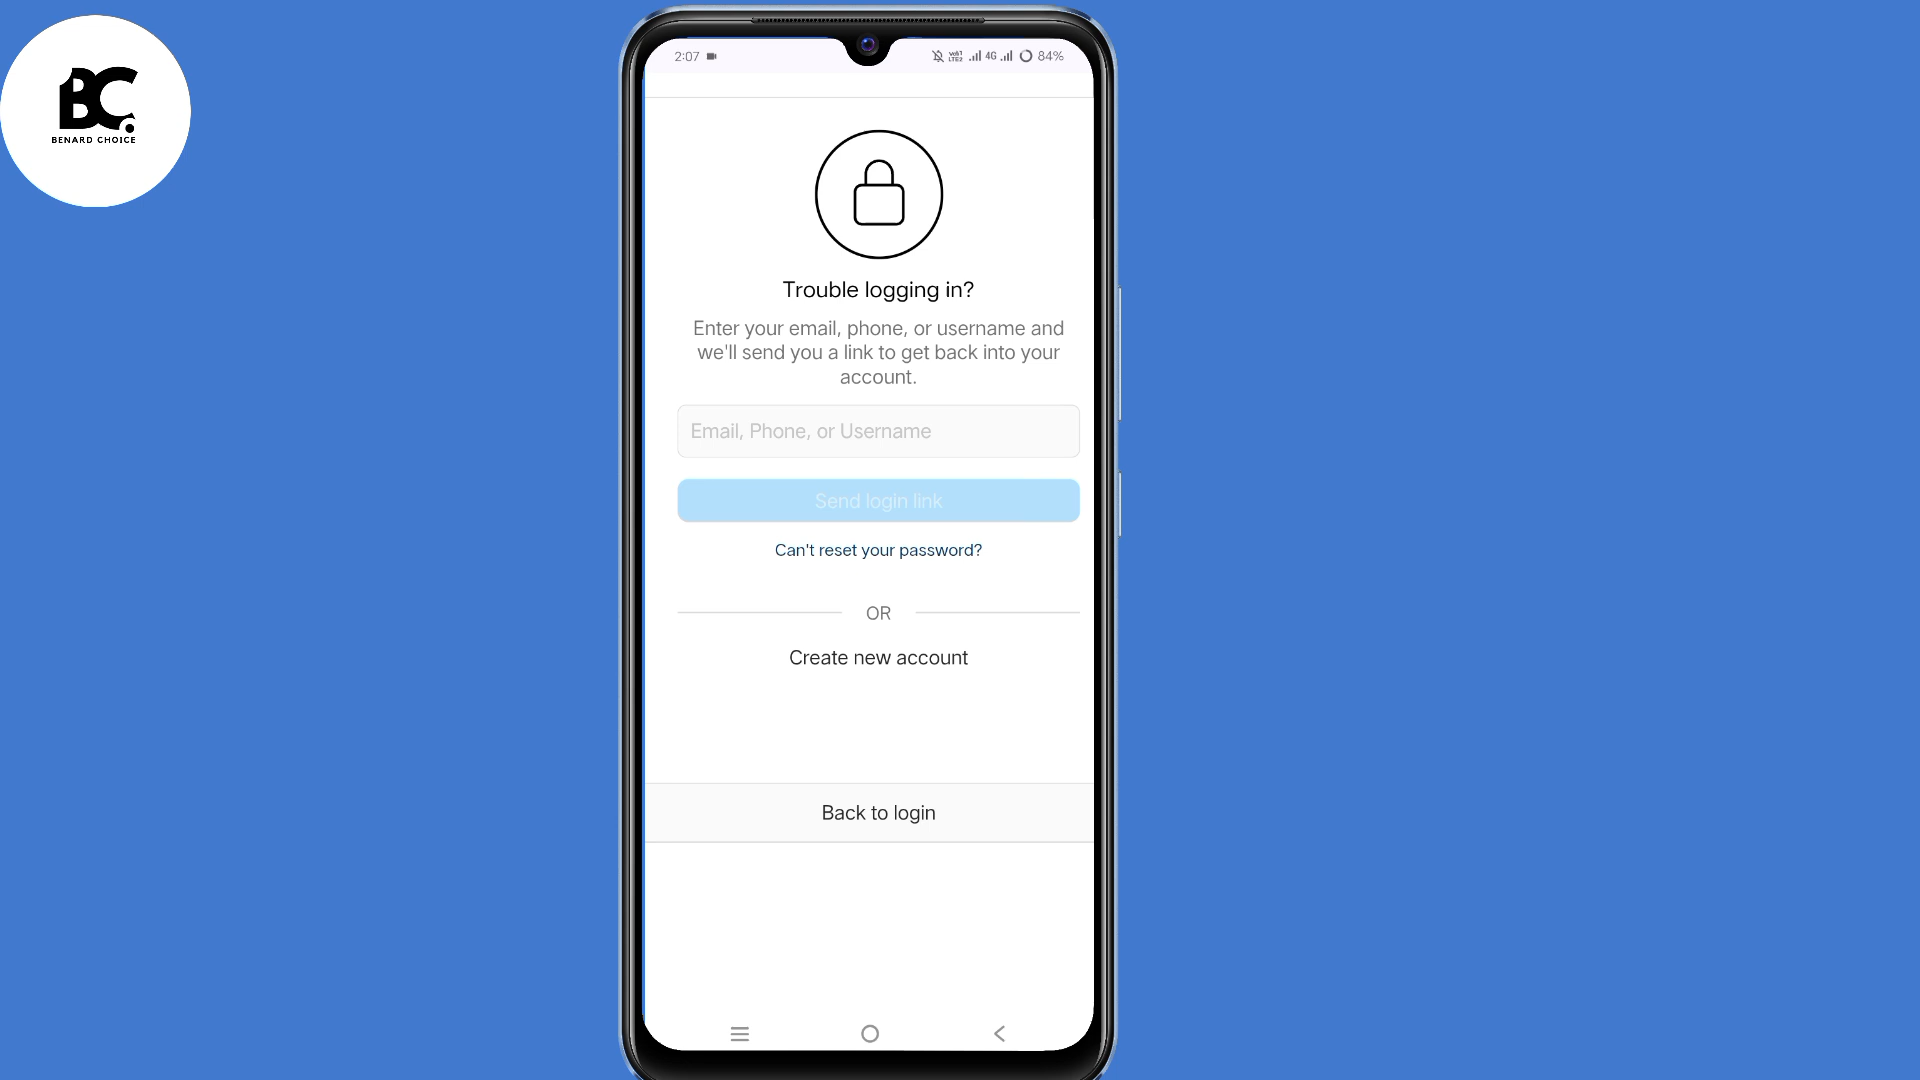 BC
BENARD CHOICE
2:07
4G
84%
Trouble logging in?
Enter your email, phone, or username and
we'll send you a link to get back into your
account.
Email, Phone, or Username
Send login link
Can't reset your password?
OR
Create new account
Back to login